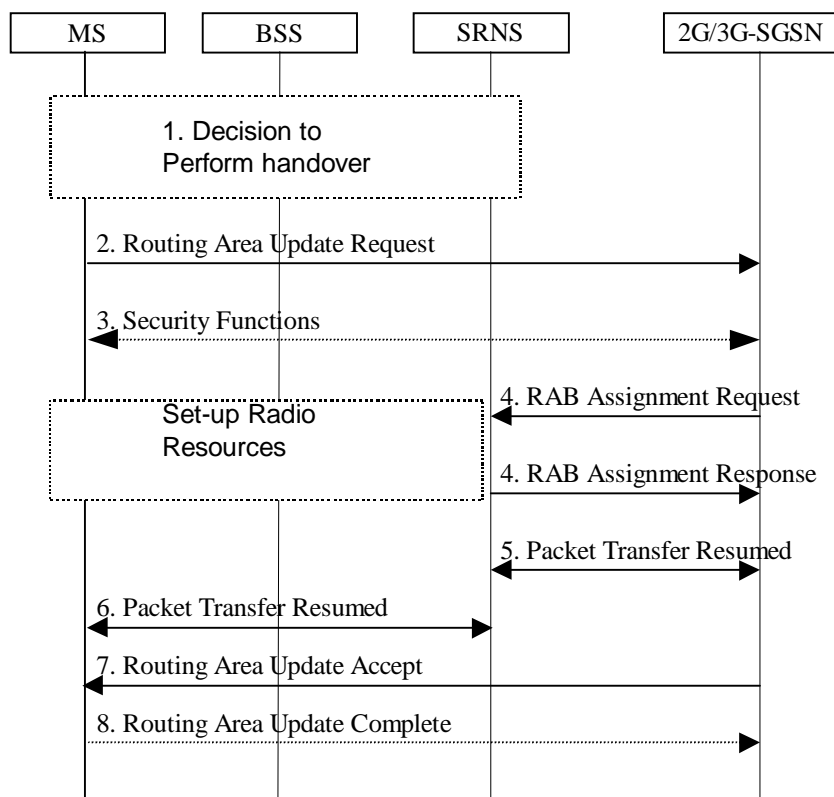 MS
BSS
SRNS
2G/3G-SGSN
1. Decision to
Perform handover
2. Routing Area Update Request
3. Security Functions
Set-up Radio
Resources
4. RAB Assignment Request
4. RAB Assignment Response
5. Packet Transfer Resumed
6. Packet Transfer Resumed
7. Routing Area Update Accept
8. Routing Area Update Complete